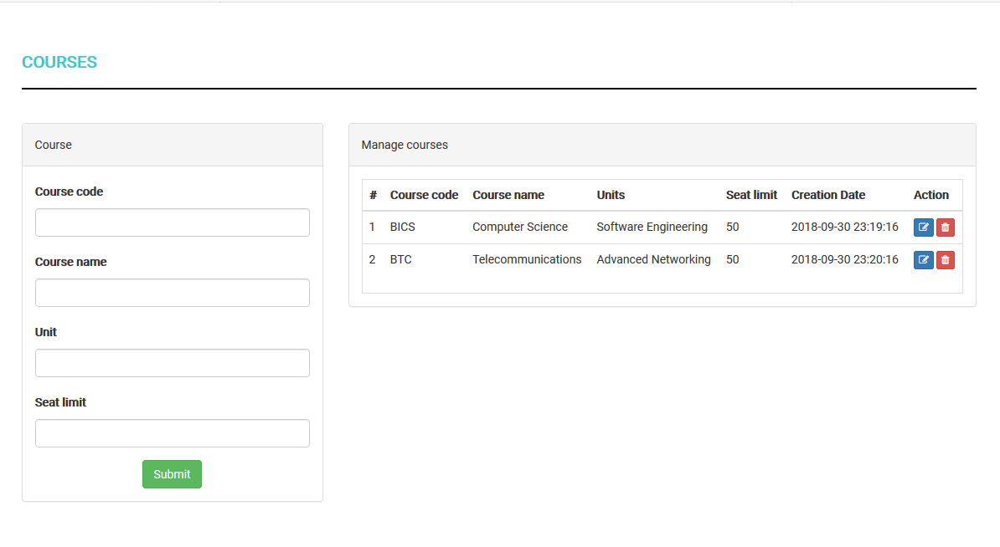 COURSES
Course
Course code
Course name
Unit
Seat limit
Submit
Manage courses
# Course code Course name Units Seat limit Creation Date Action
1 BICS Computer Science Software Engineering 50 2018-09-30 23:19:16
2 BTC Telecommunications Advanced Networking 50 2018-09-30 23:20:16